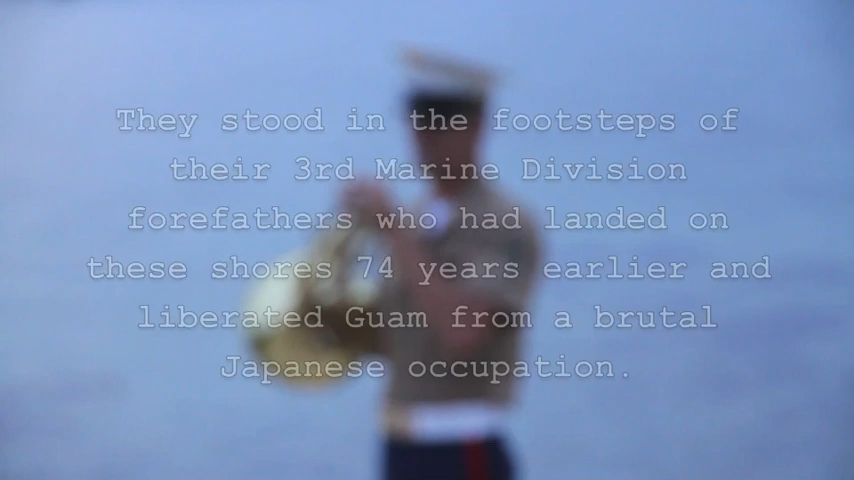 They stood in the footsteps of
their 3rd Marine Division
forefathers who had landed on
these shores 74 years earlier and
liberated Guam from a brutal
Japanese occupation.